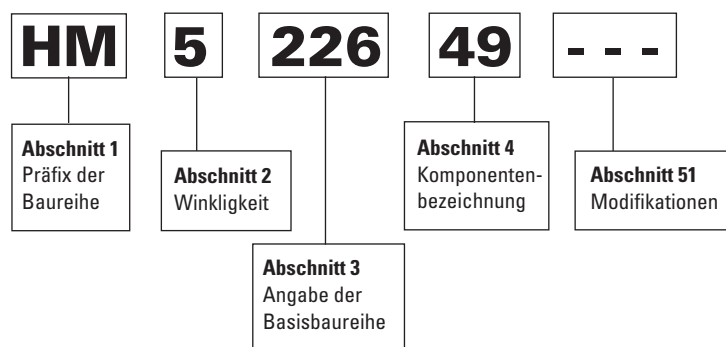 HM 5 226 49 - - -
Abschnitt 1
Präfix der
Baureihe
Abschnitt 2
Winkligkeit
Abschnitt 3
Angabe der
Basisbaureihe
Abschnitt 4
Komponenten-
bezeichnung
Abschnitt 51
Modifikationen